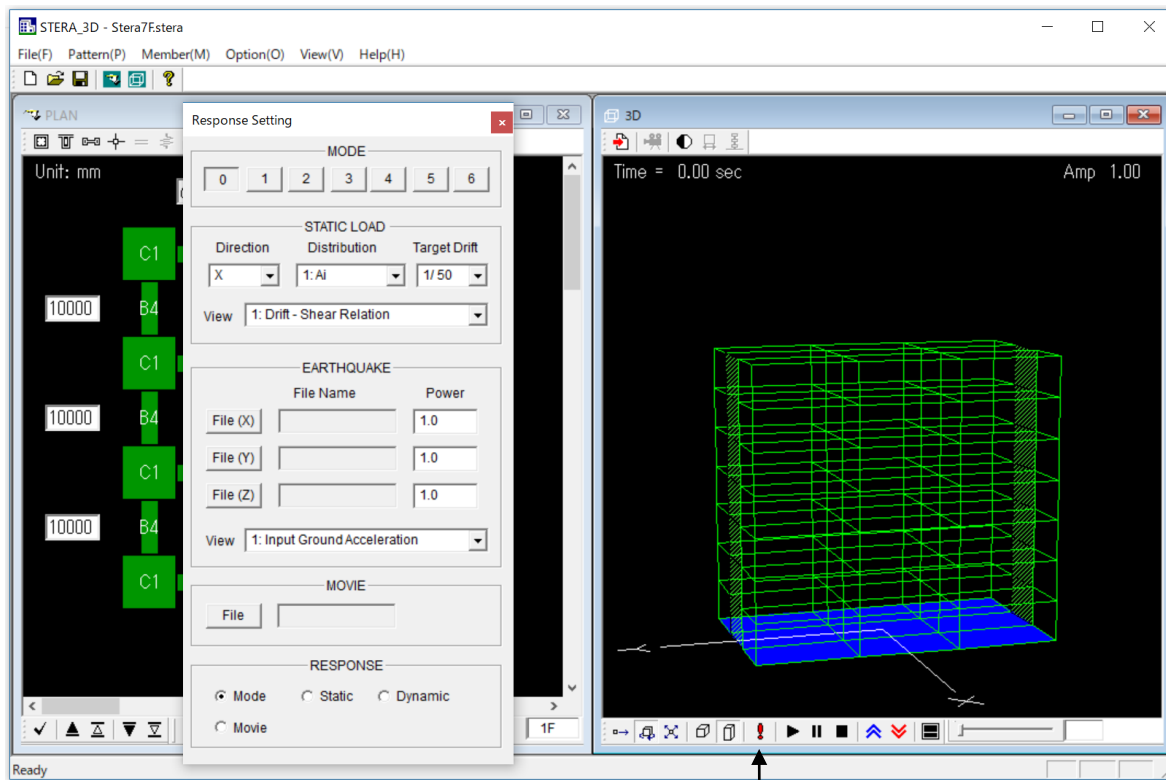 STERA_3D - Stera7F.stera
File(F) Pattern(P) Member(M) Option(O) View(V) Help(H)
PLAN
Unit: mm
C1
10000 B4
C1
10000 B4
C1
10000 B4
C1
1F
Response Setting
MODE
0 1 2 3 4 5 6
STATIC LOAD
Direction Distribution Target Drift
X 1: Ai 1/ 50
View 1: Drift - Shear Relation
EARTHQUAKE
File Name Power
File (X) 1.0
File (Y) 1.0
File (Z) 1.0
View 1: Input Ground Acceleration
MOVIE
File
RESPONSE
Mode Static Dynamic
Movie
3D
Time = 0.00 sec Amp 1.00
Ready